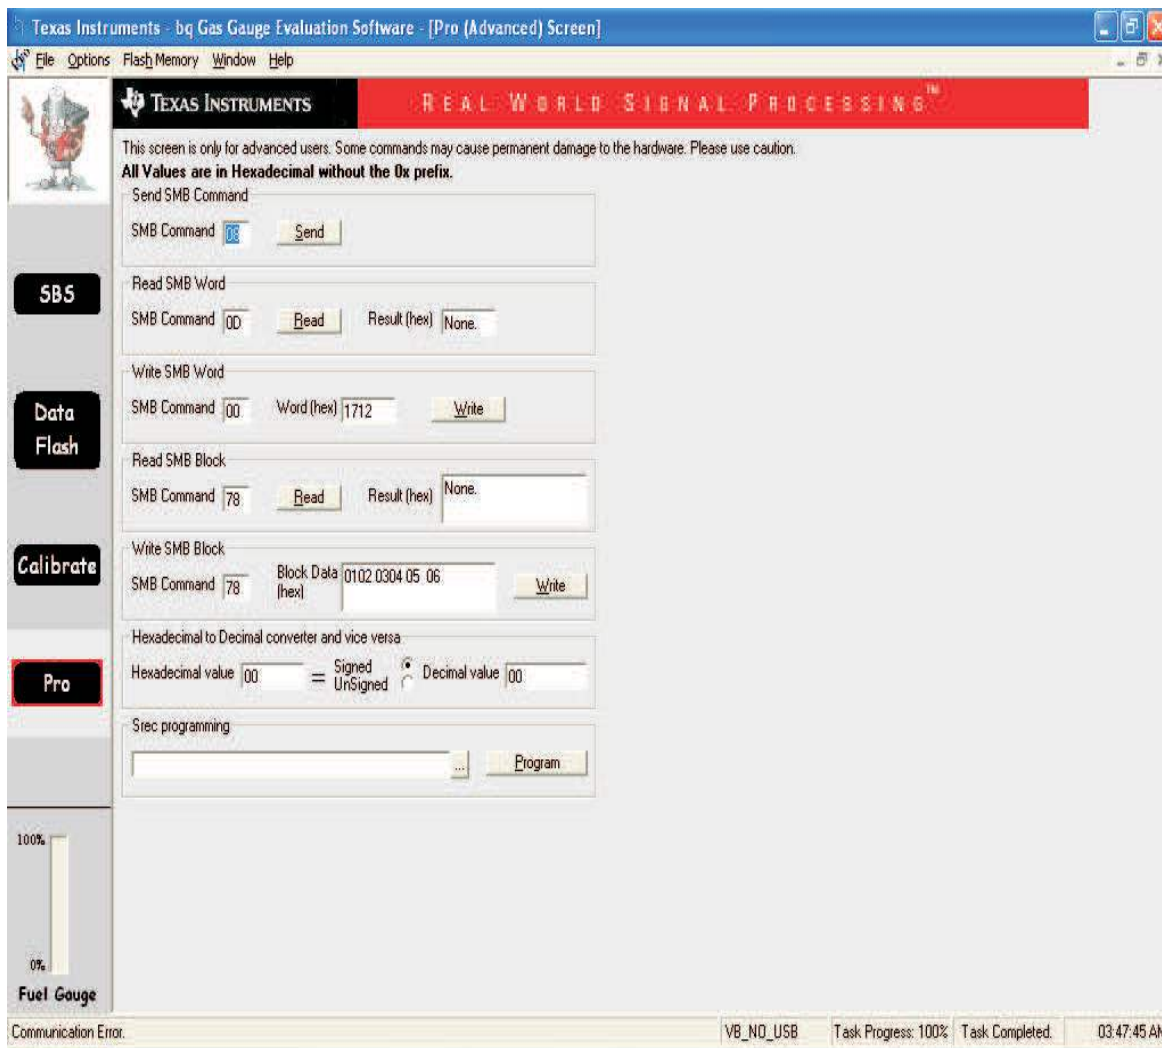 Texas Instruments - bq Gas Gauge Evaluation Software - [Pro (Advanced) Screen]
File Options Flash Memory Window Help
TEXAS INSTRUMENTS
REAL WORLD SIGNAL PROCESSING™
This screen is only for advanced users. Some commands may cause permanent damage to the hardware. Please use caution.
All Values are in Hexadecimal without the 0x prefix.
Send SMB Command
SMB Command 08 Send
Read SMB Word
SMB Command 0D Read Result (hex) None.
Write SMB Word
SMB Command 00 Word (hex) 1712 Write
Read SMB Block
SMB Command 78 Read Result (hex) None.
Write SMB Block
SMB Command 78 Block Data (hex) 0102 0304 05 06 Write
Hexadecimal to Decimal converter and vice versa
Hexadecimal value 00 = Signed UnSigned Decimal value 00
Srec programming
... Program
SBS
Data
Flash
Calibrate
Pro
100%
0%
Fuel Gauge
Communication Error. VB_NO_USB Task Progress: 100% Task Completed. 03:47:45 AM